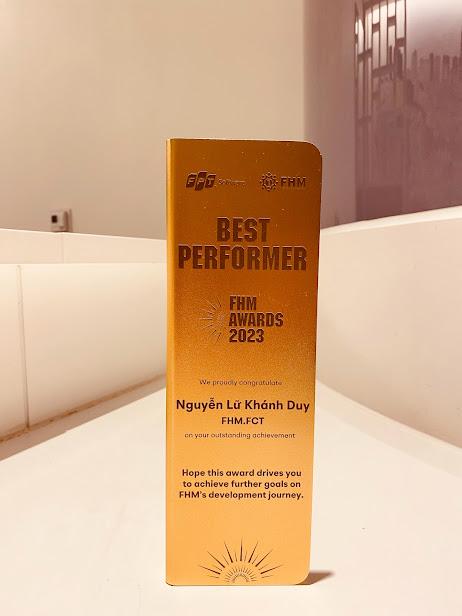 FPT Software FHM
BEST
PERFORMER
FHM
AWARDS
2023
We proudly congratulate
Nguyễn Lữ Khánh Duy
FHM.FCT
on your outstanding achievement
Hope this award drives you
to achieve further goals on
FHM's development journey.